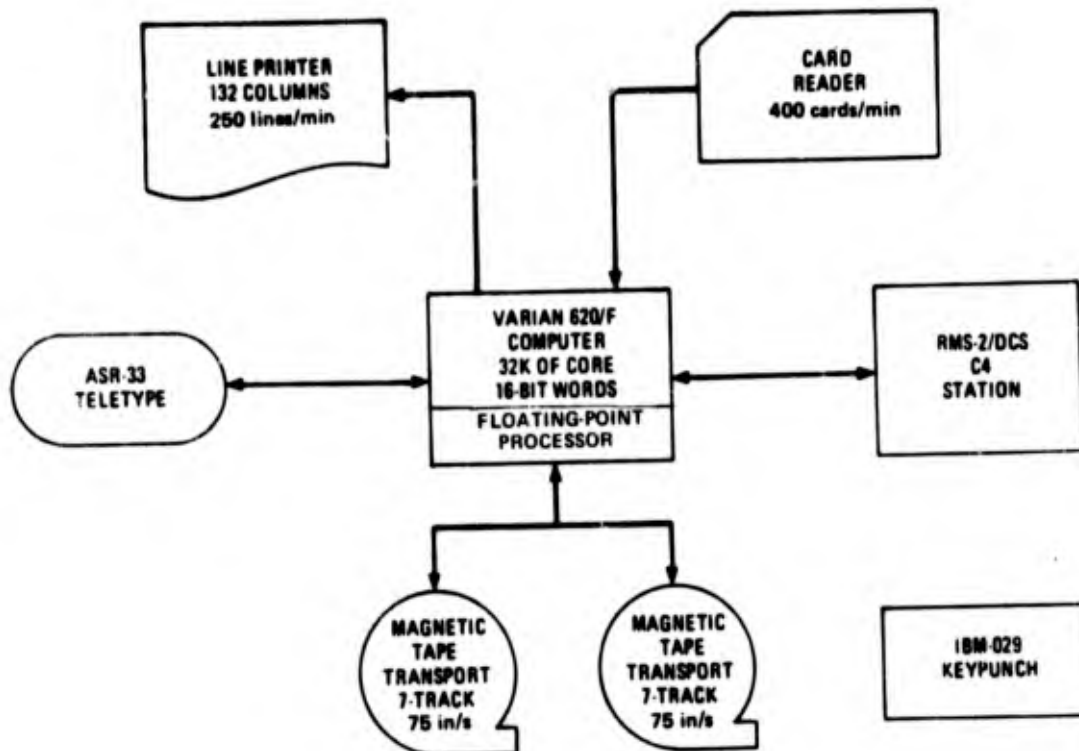 LINE PRINTER
132 COLUMNS
250 lines/min
CARD
READER
400 cards/min
VARIAN 620/F
COMPUTER
32K OF CORE
16-BIT WORDS
FLOATING-POINT
PROCESSOR
ASR-33
TELETYPE
RMS-2/DCS
C4
STATION
MAGNETIC
TAPE
TRANSPORT
7-TRACK
75 in/s
MAGNETIC
TAPE
TRANSPORT
7-TRACK
75 in/s
IBM-029
KEYPUNCH